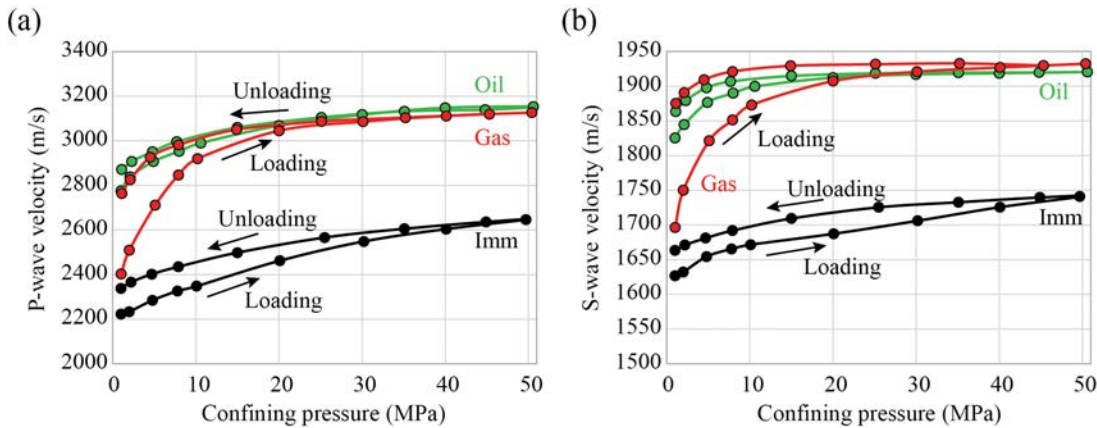 (a)
3400
3200
3000
2800
2600
2400
2200
2000
P-wave velocity (m/s)
Unloading
Oil
Gas
Loading
Unloading
Imm
Loading
0
10
20
30
40
50
Confining pressure (MPa)
(b)
1950
1900
1850
1800
1750
1700
1650
1600
1550
1500
S-wave velocity (m/s)
Oil
Loading
Gas
Unloading
Imm
Loading
0
10
20
30
40
50
Confining pressure (MPa)